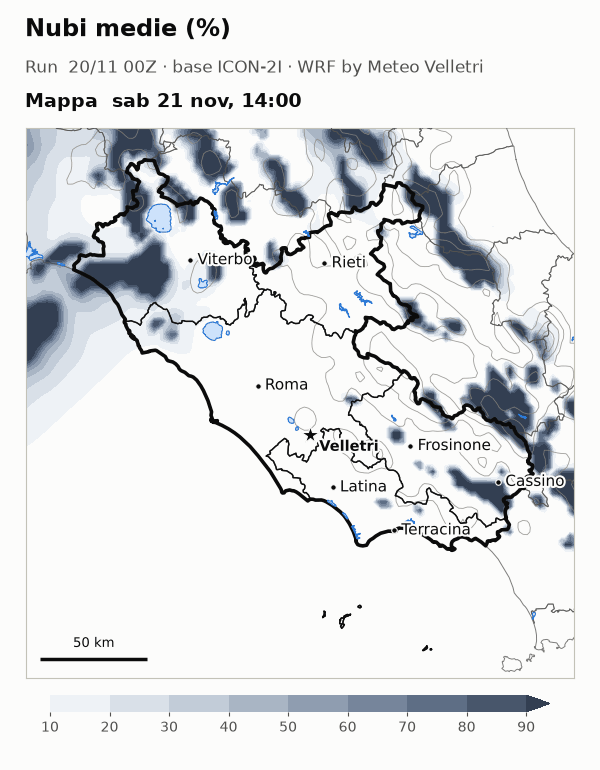 Nubi medie (%)
Run  20/11 00Z · base ICON-2I · WRF by Meteo Velletri
Mappa  sab 21 nov, 14:00
Viterbo
Rieti
Roma
Velletri
Frosinone
Cassino
Latina
Terracina
50 km
10 20 30 40 50 60 70 80 90